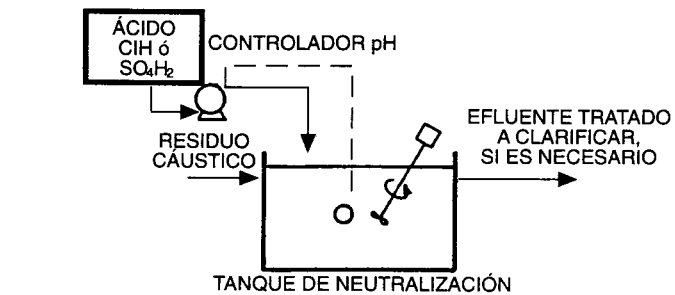 ÁCIDO
ClH ó
SO₄H₂
CONTROLADOR pH
RESIDUO
CÁUSTICO
EFLUENTE TRATADO
A CLARIFICAR,
SI ES NECESARIO
TANQUE DE NEUTRALIZACIÓN